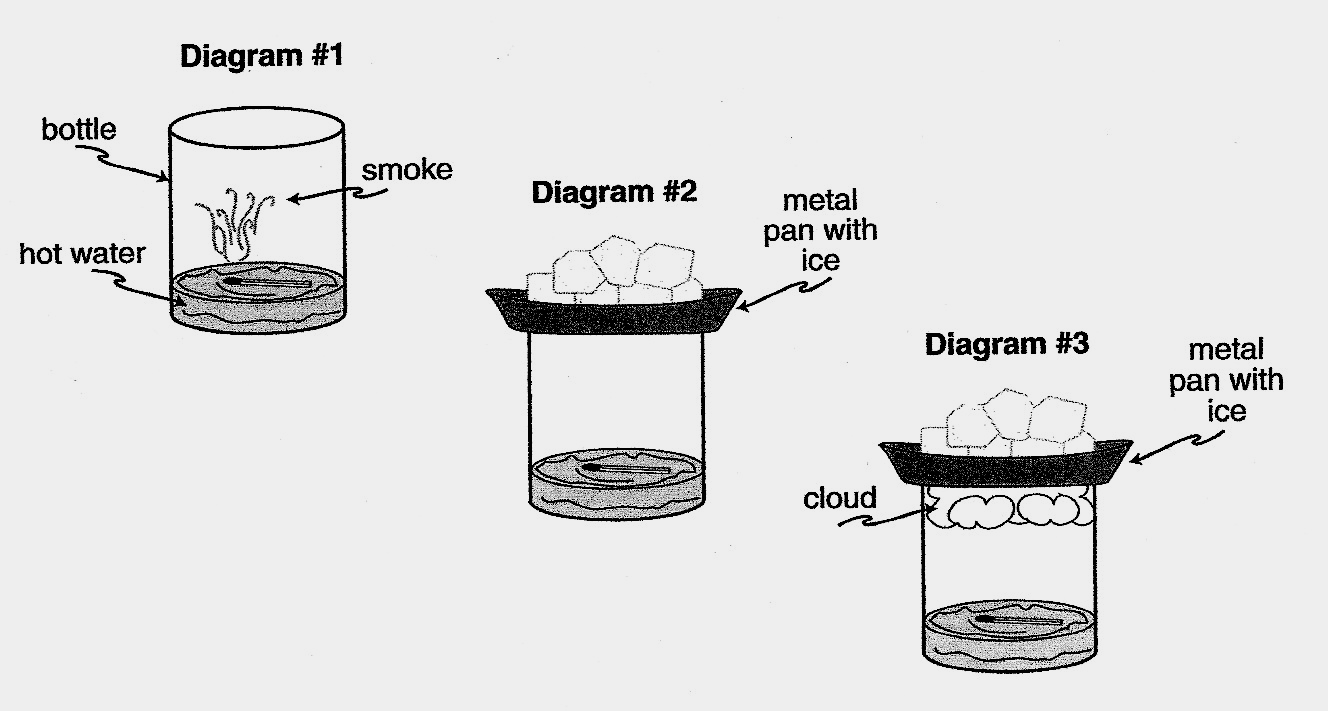 Diagram #1
bottle
smoke
hot water
Diagram #2
metal
pan with
ice
Diagram #3
metal
pan with
ice
cloud